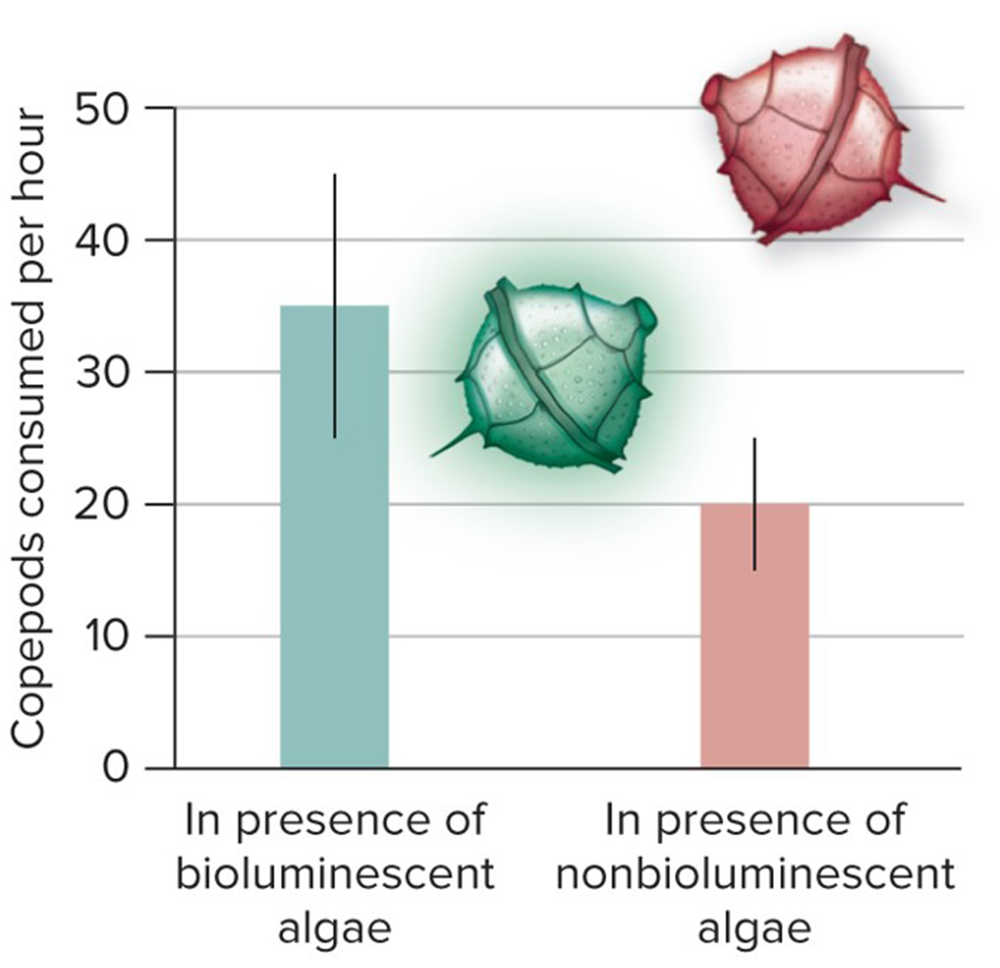 Copepods consumed per hour
50
40
30
20
10
0
In presence of
bioluminescent
algae
In presence of
nonbioluminescent
algae